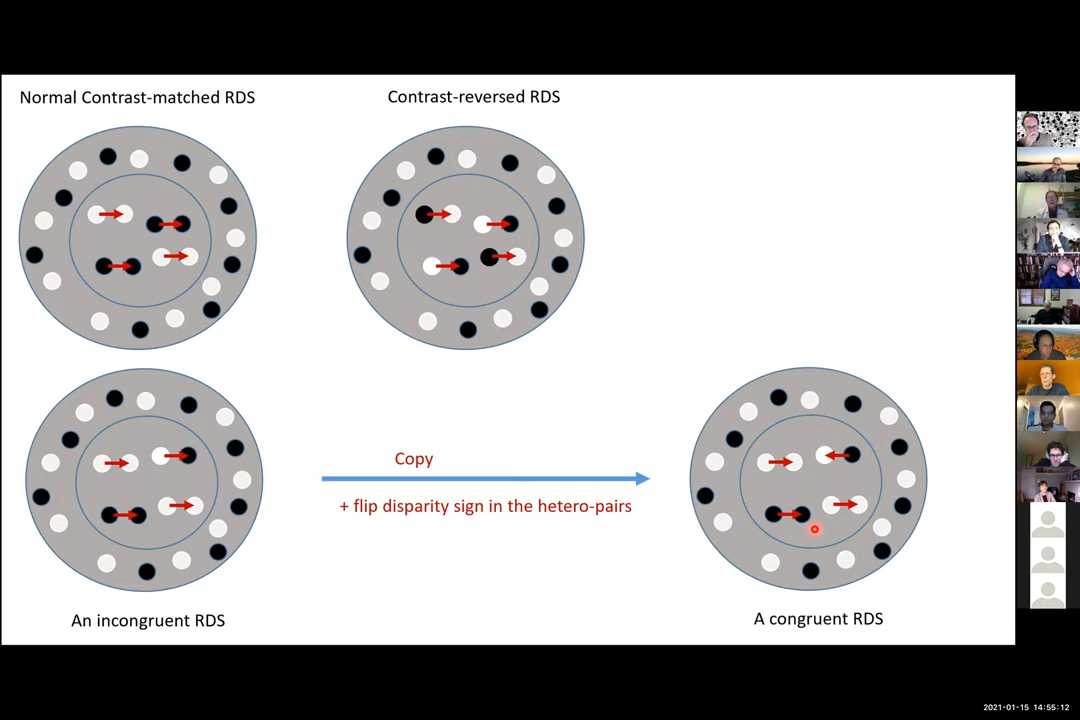 Normal Contrast-matched RDS
Contrast-reversed RDS
Copy
+ flip disparity sign in the hetero-pairs
An incongruent RDS
A congruent RDS
2021-01-15 14:55:12